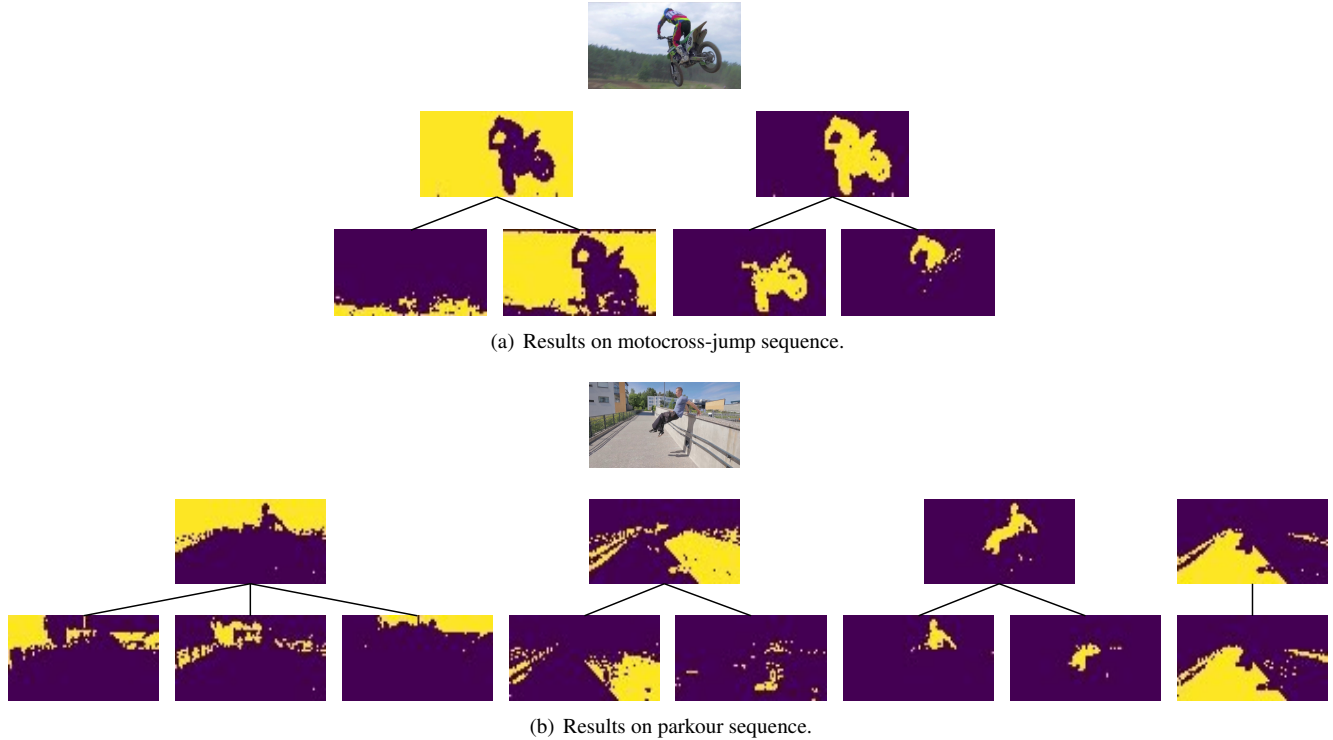 (a) Results on motocross-jump sequence.
(b) Results on parkour sequence.